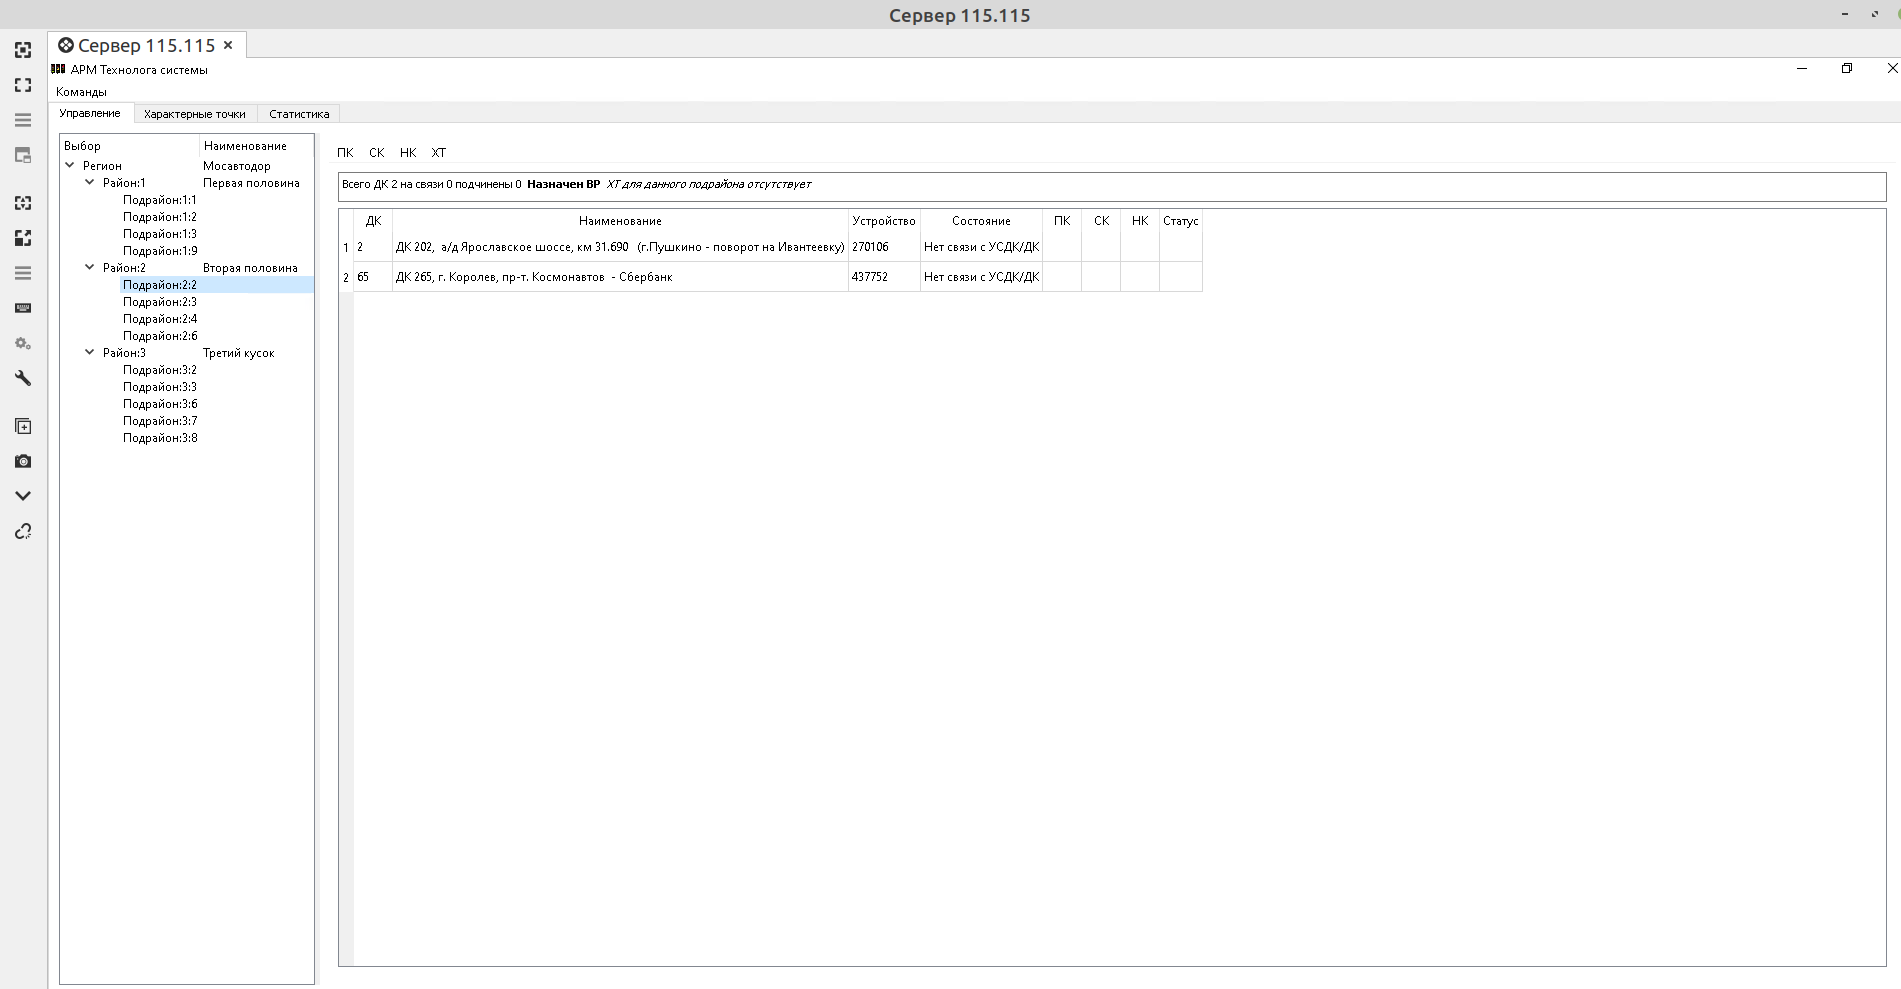 Сервер 115.115
Сервер 115.115
АРМ Технолога системы
Команды
Управление Характерные точки Статистика
Выбор Наименование
Регион Мосавтодор
Район:1 Первая половина
Подрайон:1:1
Подрайон:1:2
Подрайон:1:3
Подрайон:1:9
Район:2 Вторая половина
Подрайон:2:2
Подрайон:2:3
Подрайон:2:4
Подрайон:2:6
Район:3 Третий кусок
Подрайон:3:2
Подрайон:3:3
Подрайон:3:6
Подрайон:3:7
Подрайон:3:8
ПК СК НК ХТ
Всего ДК 2 на связи 0 подчинены 0 Назначен ВР ХТ для данного подрайона отсутствует
ДК Наименование Устройство Состояние ПК СК НК Статус
1 2 ДК 202, а/д Ярославское шоссе, км 31.690 (г.Пушкино - поворот на Ивантеевку) 270106 Нет связи с УСДК/ДК
2 65 ДК 265, г. Королев, пр-т. Космонавтов - Сбербанк 437752 Нет связи с УСДК/ДК